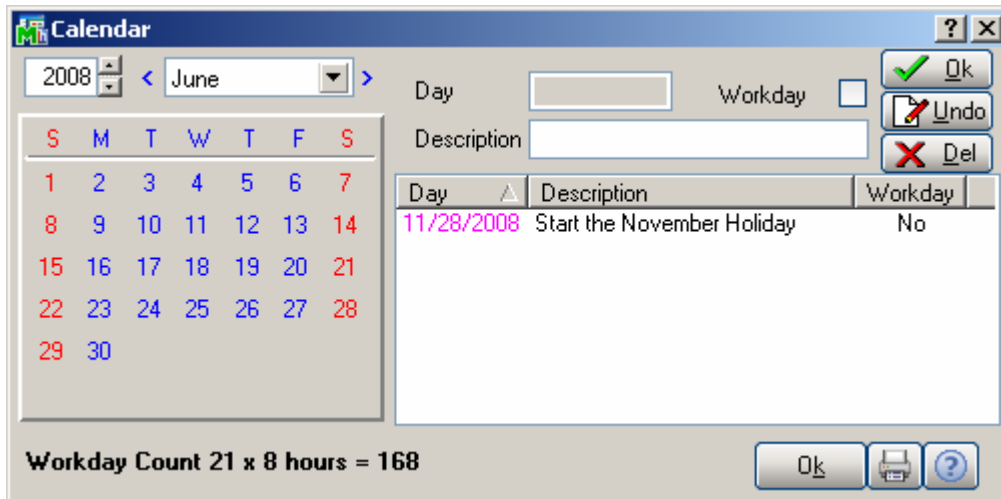 Calendar
2008 < June >
S M T W T F S
1 2 3 4 5 6 7
8 9 10 11 12 13 14
15 16 17 18 19 20 21
22 23 24 25 26 27 28
29 30
Day Workday
Description
Ok
Undo
Del
Day Description Workday
11/28/2008 Start the November Holiday No
Workday Count 21 x 8 hours = 168
Ok ?